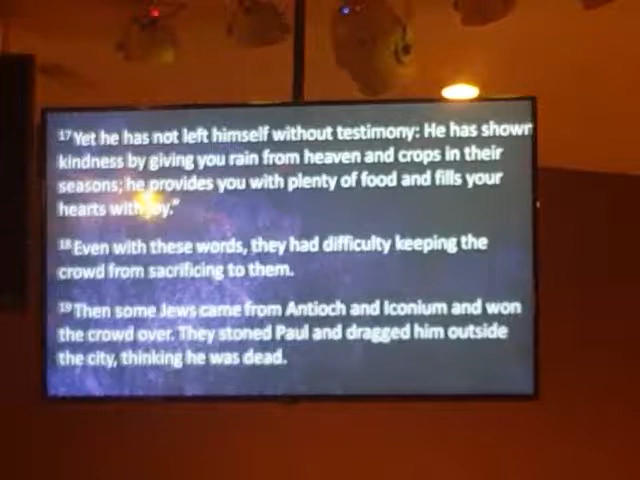 17 Yet he has not left himself without testimony: He has shown
kindness by giving you rain from heaven and crops in their
seasons; he provides you with plenty of food and fills your
hearts with joy."
18 Even with these words, they had difficulty keeping the
crowd from sacrificing to them.
19 Then some Jews came from Antioch and Iconium and won
the crowd over. They stoned Paul and dragged him outside
the city, thinking he was dead.